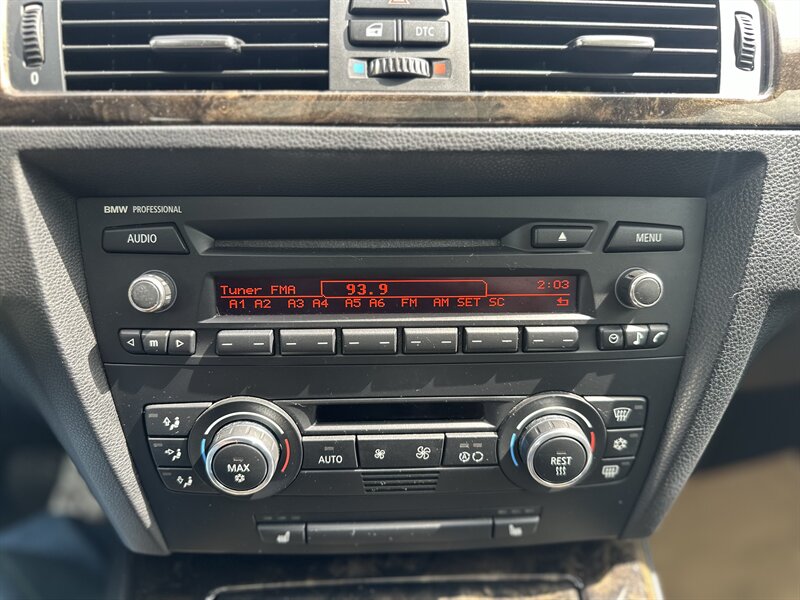 DTC
0
BMW PROFESSIONAL
AUDIO
MENU
Tuner FMA 93.9 2:03
A1 A2 A3 A4 A5 A6 FM AM SET SC
m
MAX
AUTO
REST